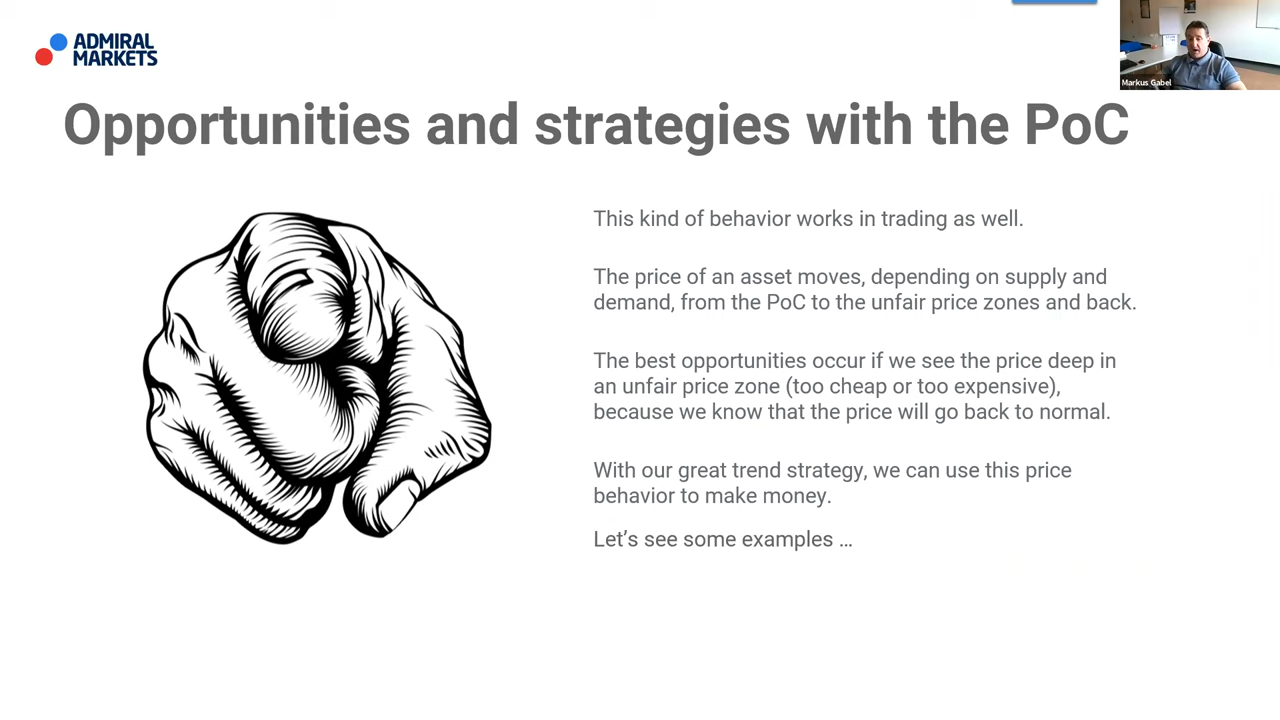 ADMIRAL
MARKETS
Markus Gabel
Opportunities and strategies with the PoC
This kind of behavior works in trading as well.
The price of an asset moves, depending on supply and
demand, from the PoC to the unfair price zones and back.
The best opportunities occur if we see the price deep in
an unfair price zone (too cheap or too expensive),
because we know that the price will go back to normal.
With our great trend strategy, we can use this price
behavior to make money.
Let’s see some examples ...